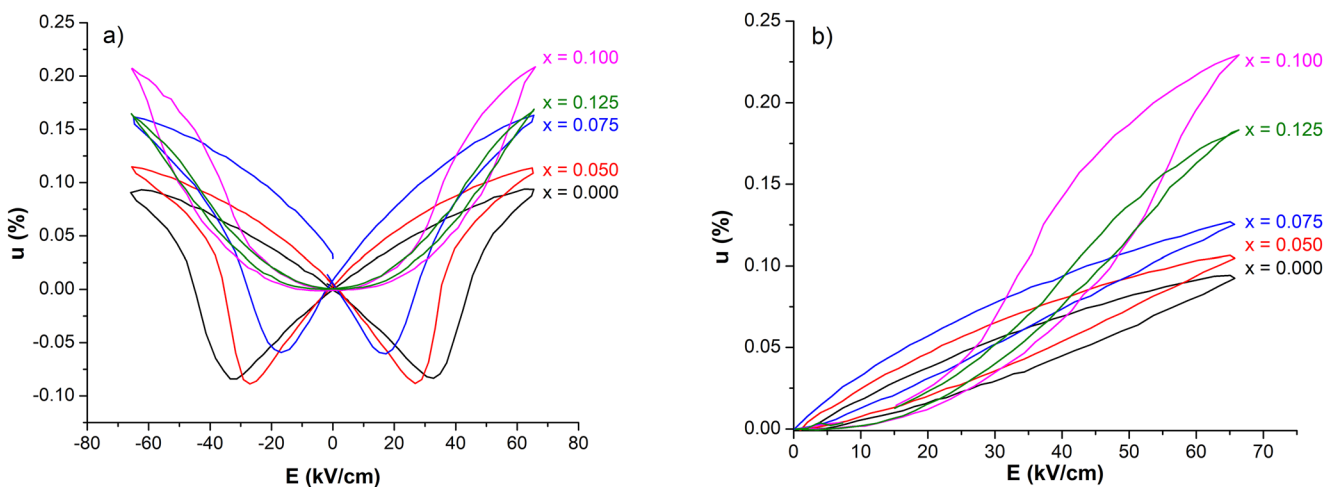 a)
0.25
0.20
0.15
0.10
0.05
0.00
-0.05
-0.10
u (%)
x = 0.100
x = 0.125
x = 0.075
x = 0.050
x = 0.000
-80 -60 -40 -20 0 20 40 60 80
E (kV/cm)
b)
0.25
0.20
0.15
0.10
0.05
0.00
u (%)
x = 0.100
x = 0.125
x = 0.075
x = 0.050
x = 0.000
0 10 20 30 40 50 60 70
E (kV/cm)